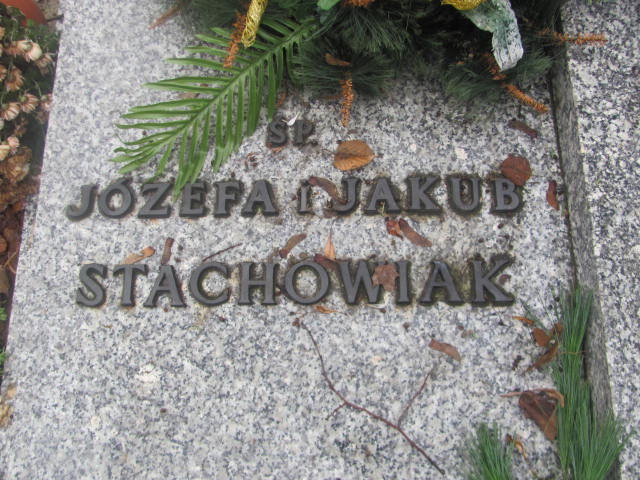 ŚP.
JÓZEFA i JAKUB
STACHOWIAK